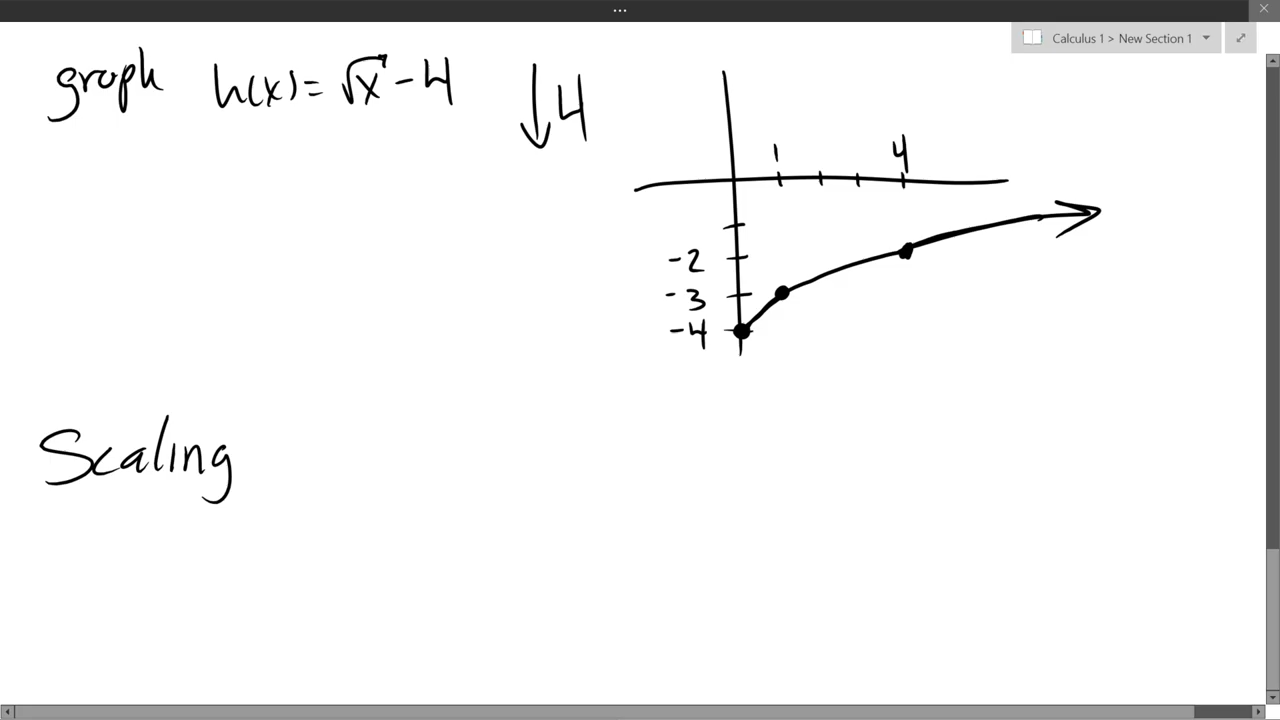 ...
Calculus 1 > New Section 1
graph h(x) = √x - 4 ↓4
1 4
-2
-3
-4
Scaling